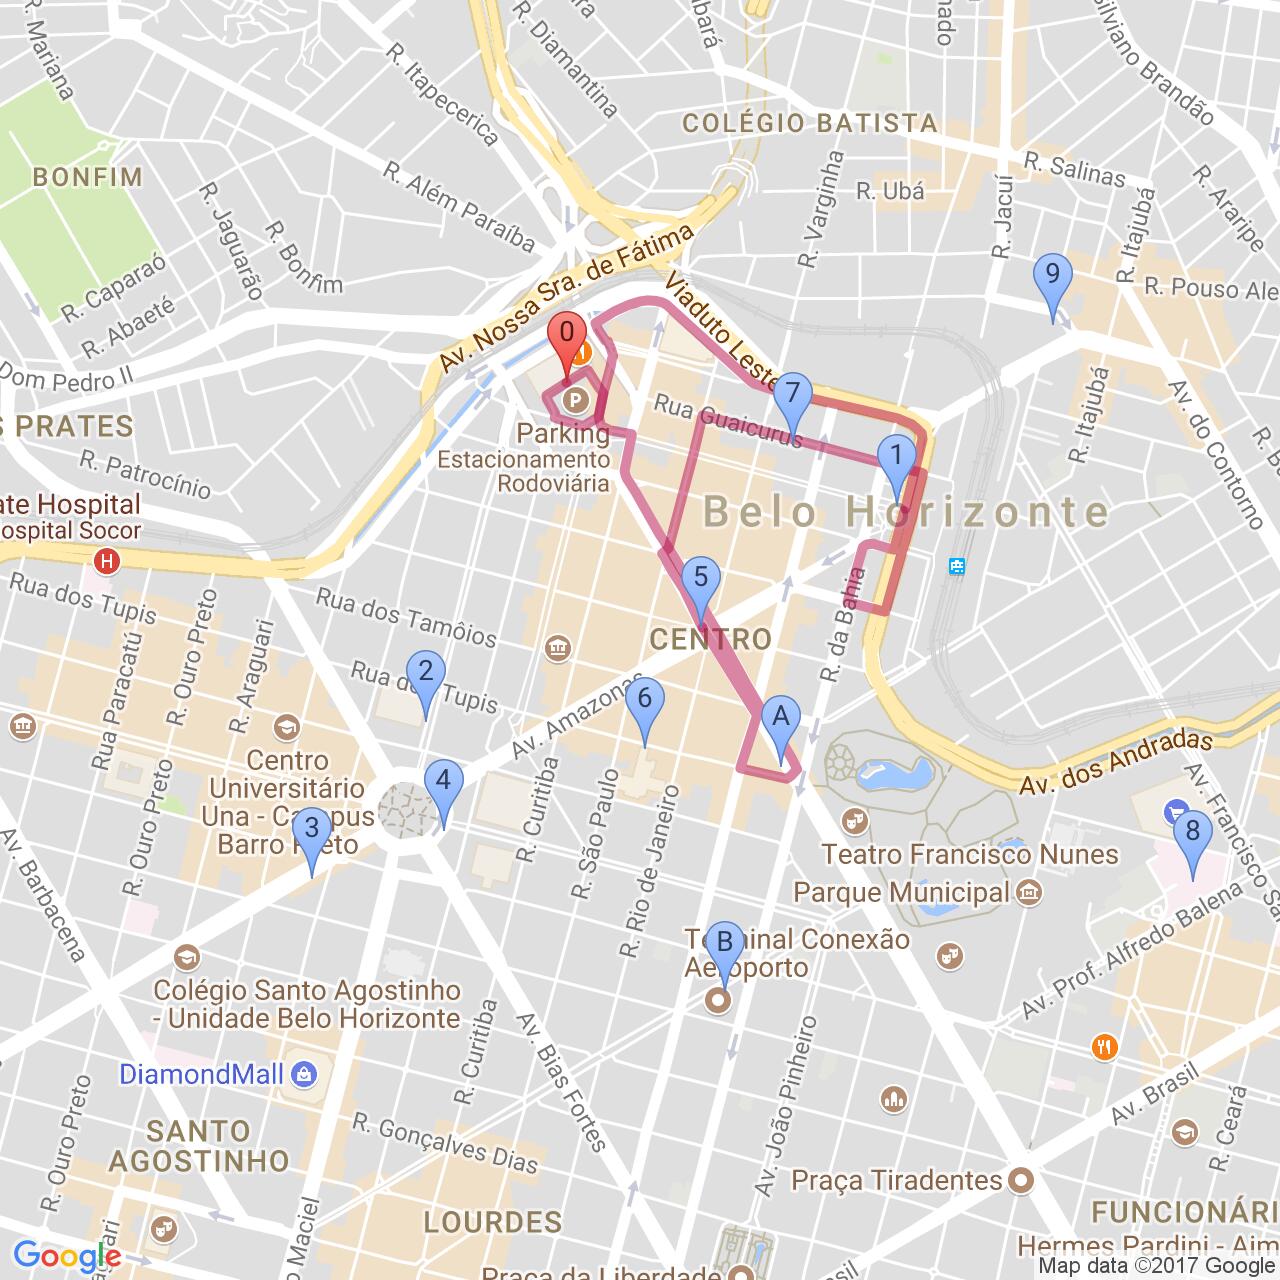 R. Mariana
R. Itapecerica
R. Diamantina
COLÉGIO BATISTA
Silviano Brandão
R. Salinas
BONFIM
R. Além Paraíba
R. Ubá
R. Varginha
R. Jacuí
R. Itajubá
R. Araripe
R. Jaguarão
R. Bonfim
R. Caparaó
R. Abaeté
Av. Nossa Sra. de Fátima
Viaduto Leste
R. Pouso Ale
9
0
Dom Pedro II
7
Rua Guaicurus
R. Itajubá
Av. do Contorno
S PRATES
P
Parking
Estacionamento
Rodoviária
R. Patrocínio
1
ate Hospital
ospital Socor
H
Belo Horizonte
Rua dos Tupis
Rua dos Tamôios
5
CENTRO
R. da Bahia
R. Ouro Preto
R. Araguari
Rua Paracatú
2
Rua dos Tupis
6
A
Av. Amazonas
Av. dos Andradas
Av. Francisco Sa
Centro
Universitário
Una - Campus
Barro Preto
3
4
R. Curitiba
R. São Paulo
R. Rio de Janeiro
R. Ouro Preto
Av. Barbacena
Teatro Francisco Nunes
Parque Municipal
8
Av. Prof. Alfredo Balena
B
Terminal Conexão
Aeroporto
Colégio Santo Agostinho
- Unidade Belo Horizonte
DiamondMall
R. Curitiba
Av. Bias Fortes
Av. João Pinheiro
Av. Brasil
R. Ceará
R. Ouro Preto
SANTO
AGOSTINHO
R. Gonçalves Dias
Praça Tiradentes
LOURDES
FUNCIONÁRI
Hermes Pardini - Aim
Praça da Liberdade
Google
Map data ©2017 Google